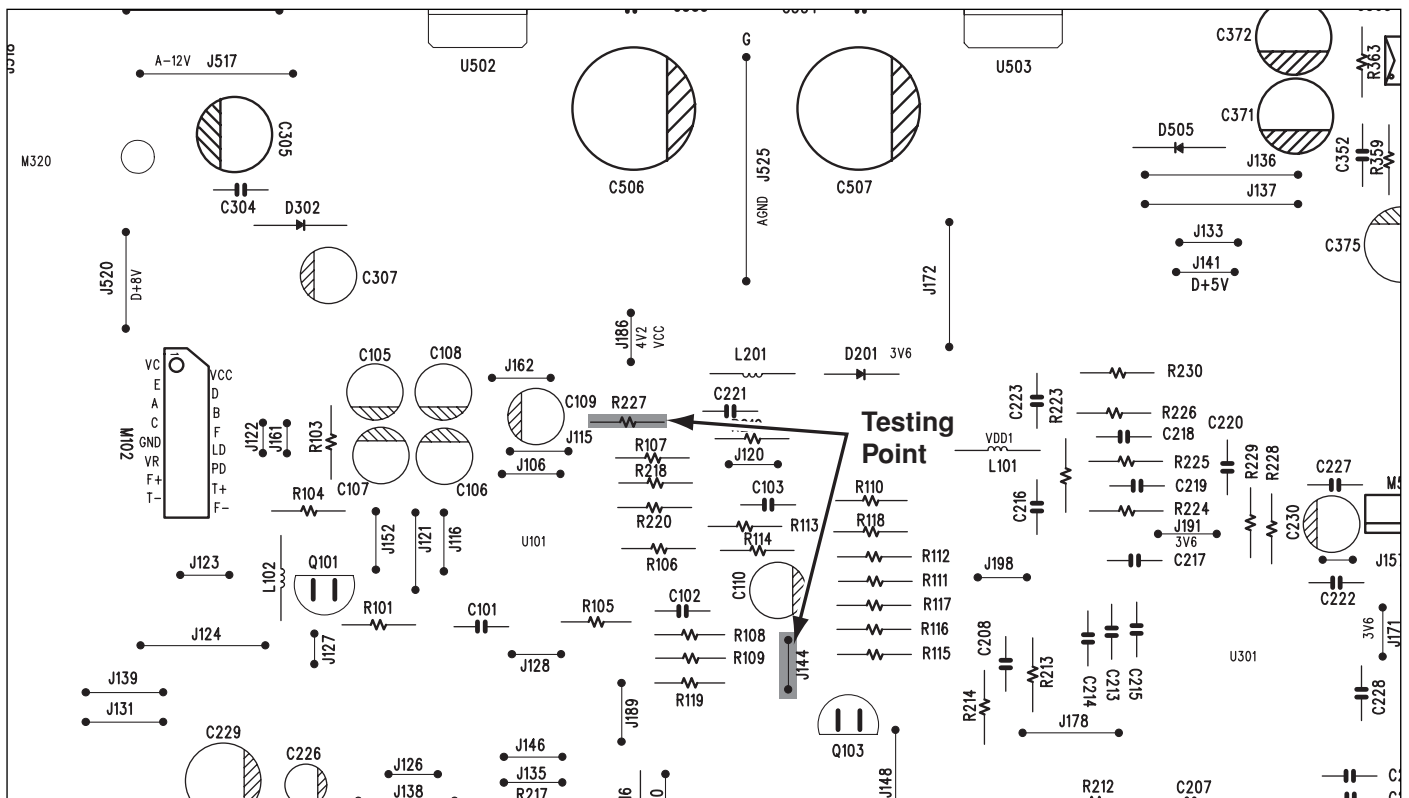 G
C372
R363
A-12V J517
U502
U503
C371
C305
D505
C352
R359
M320
J136
J525
C506
C507
J137
C304
AGND
D302
J133
C375
J520
D+8V
C307
J172
J141
D+5V
J186
4V2
VCC
VC
E
A
C
GND
VR
F+
T-
VCC
D
B
F
LD
PD
T+
F-
M102
C105
C108
J162
L201
D201 3V6
R230
C109
R227
C221
C223
R223
R226
Testing
Point
J122
J161
R103
J115
R107
C218
C220
VDD1
L101
J106
R218
J120
R225
R229
R228
C227
C107
C106
C103
R110
C216
C219
R104
R220
R113
R118
R224
C230
J152
J121
J116
U101
R114
J191
3V6
R106
R112
C217
J123
L102
Q101
C110
R111
J198
C222
R101
C101
R105
C102
R117
J124
J127
R108
R116
C208
3V6
J171
J128
R109
J144
R115
R213
C214
C213
C215
U301
J139
R119
R214
C228
J131
J189
J178
C229
C226
J146
Q103
J126
J135
J148
J138
R217
R212
C207